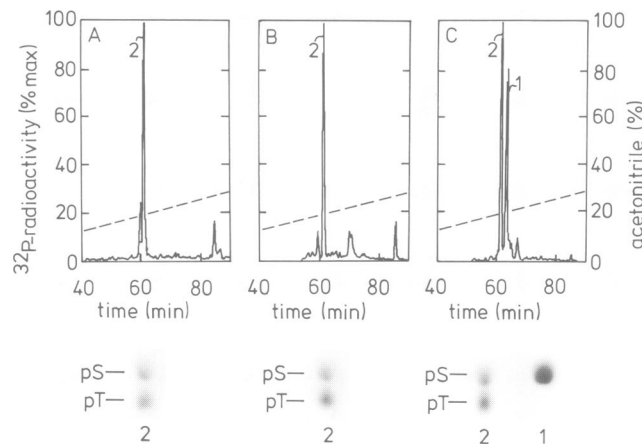 A
B
C
2
2
2
1
100
80
60
40
20
0
³²P-radioactivity (% max)
100
80
60
40
20
0
acetonitrile (%)
40 60 80
40 60 80
40 60 80
time (min)
time (min)
time (min)
pS—
pT—
2
pS—
pT—
2
pS—
pT—
2 1